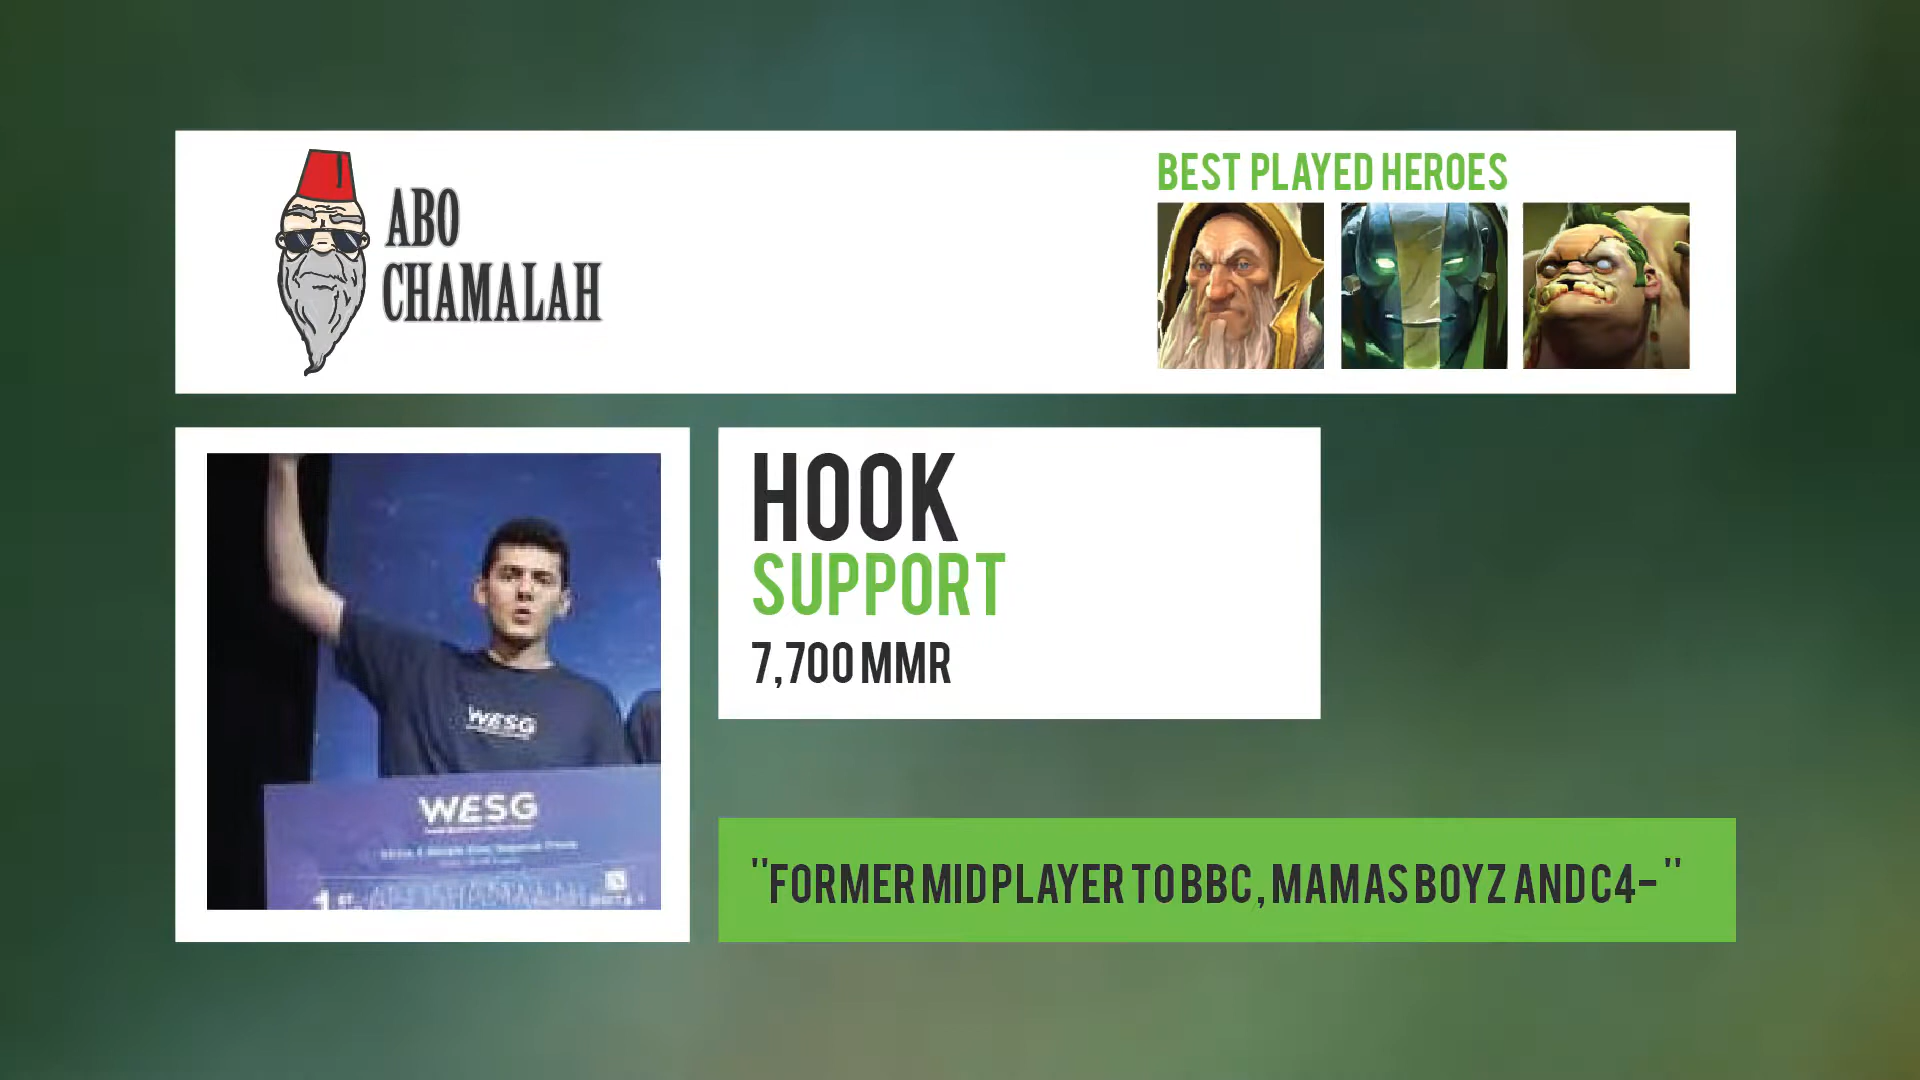 ABO
CHAMALAH
BEST PLAYED HEROES
HOOK
SUPPORT
7,700 MMR
WESG
WESG
1ST
"FORMER MID PLAYER TO BBC, MAMAS BOYZ AND C4-"